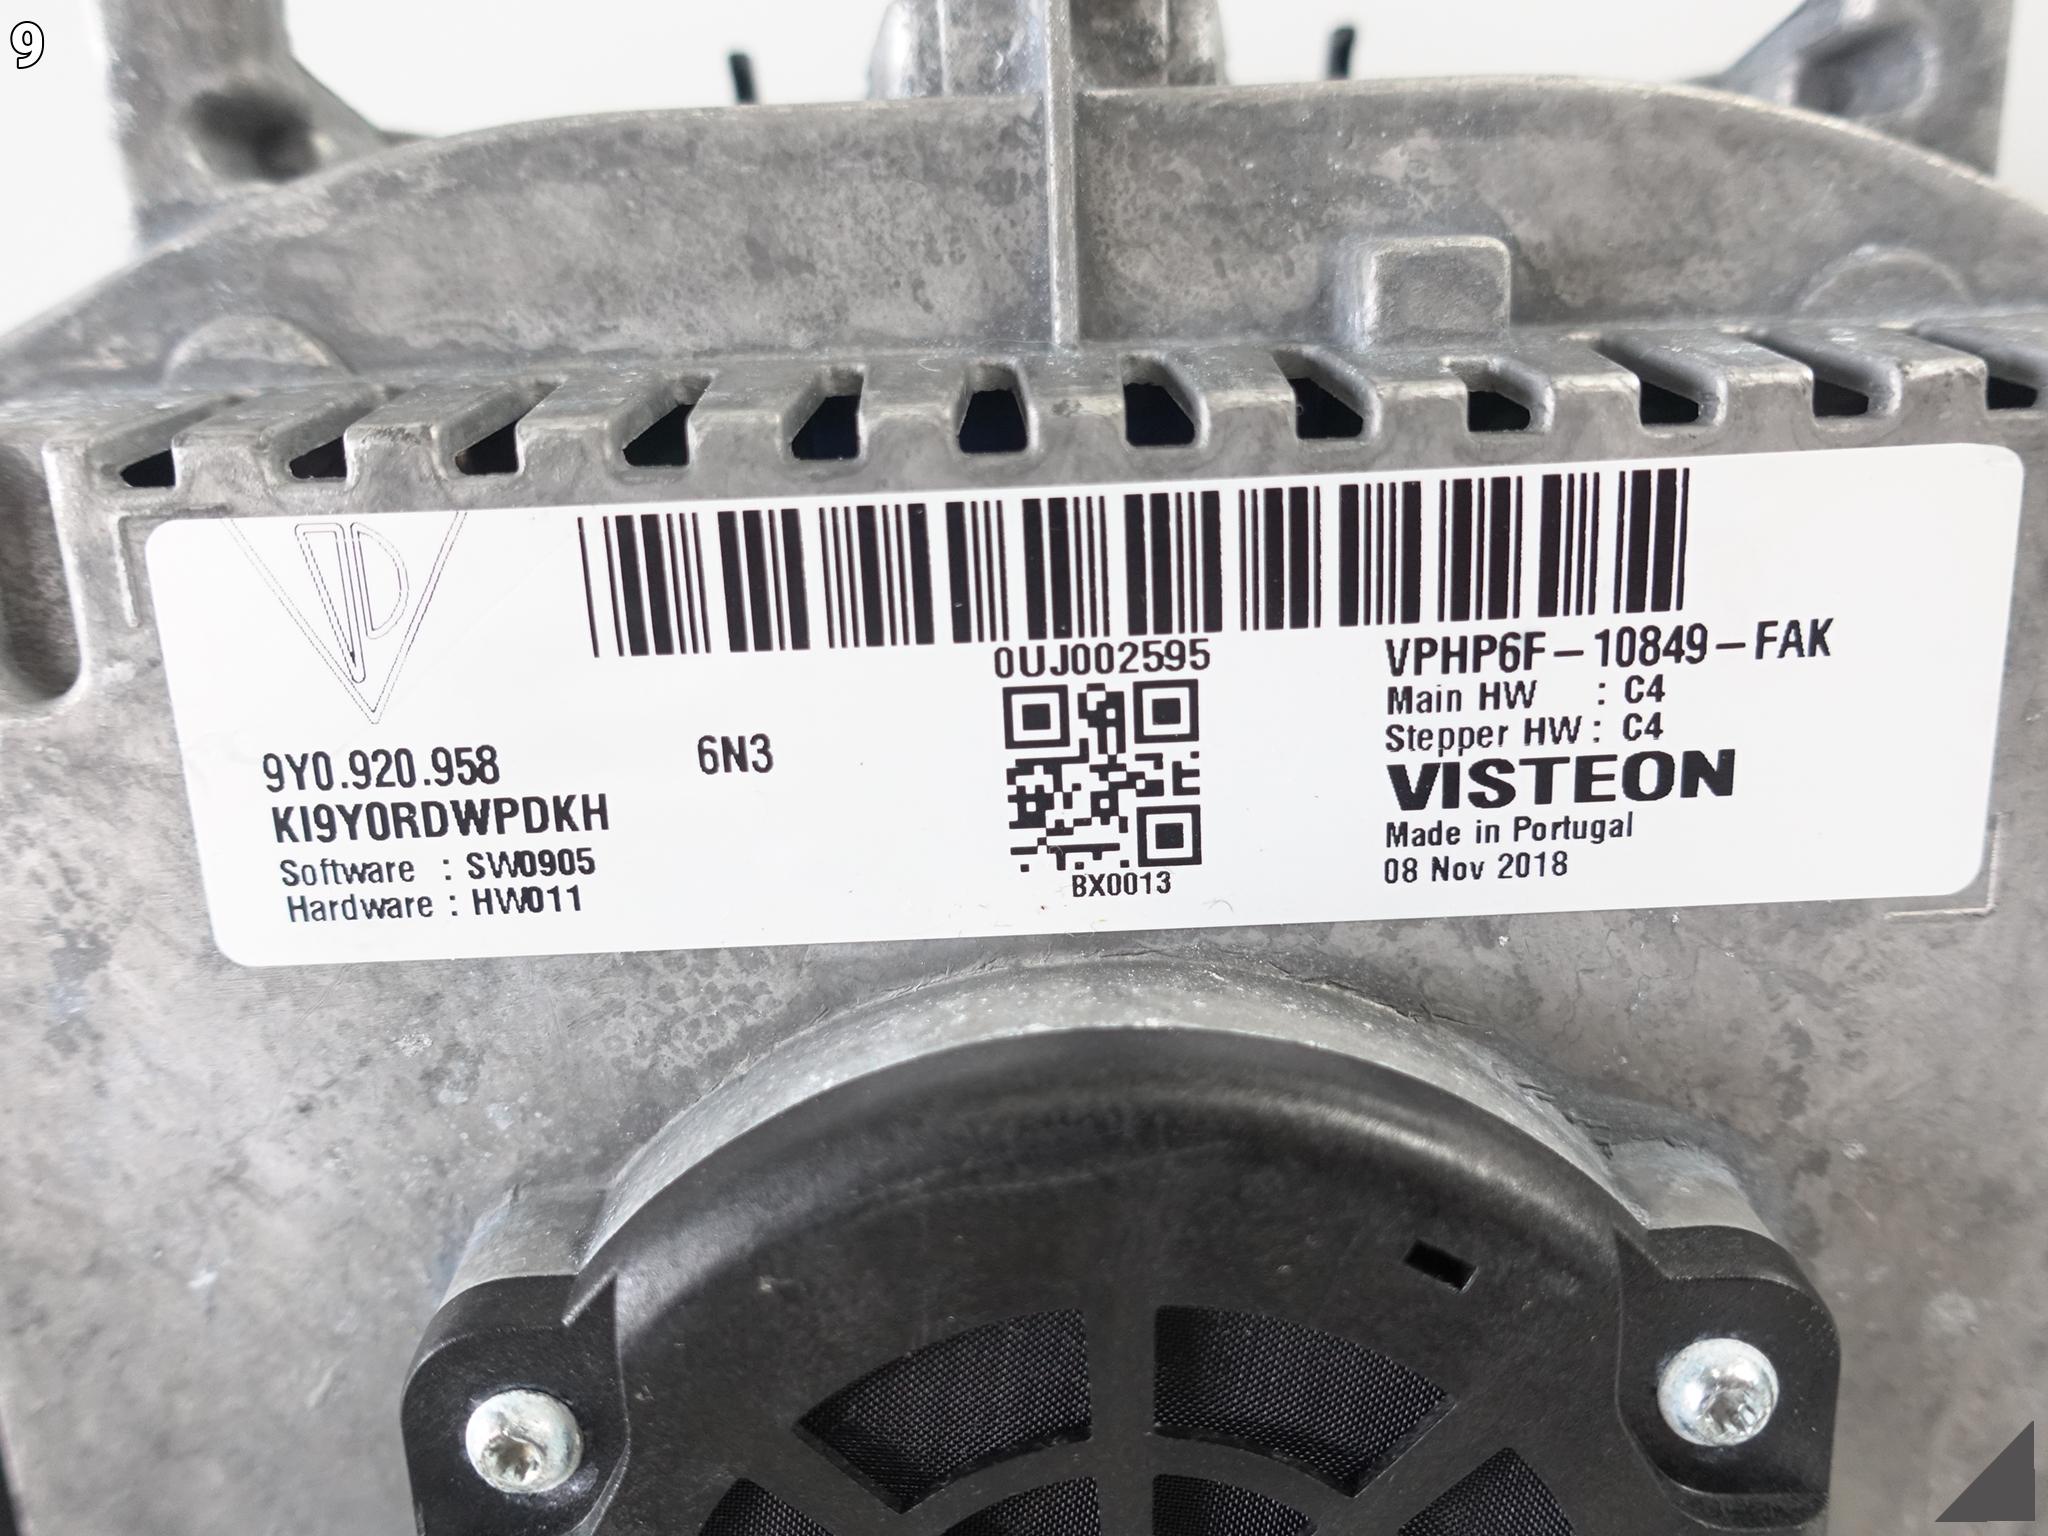 9
0UJ002595
9Y0.920.958
6N3
KI9Y0RDWPDKH
Software : SW0905
Hardware : HW011
BX0013
VPHP6F-10849-FAK
Main HW : C4
Stepper HW : C4
VISTEON
Made in Portugal
08 Nov 2018